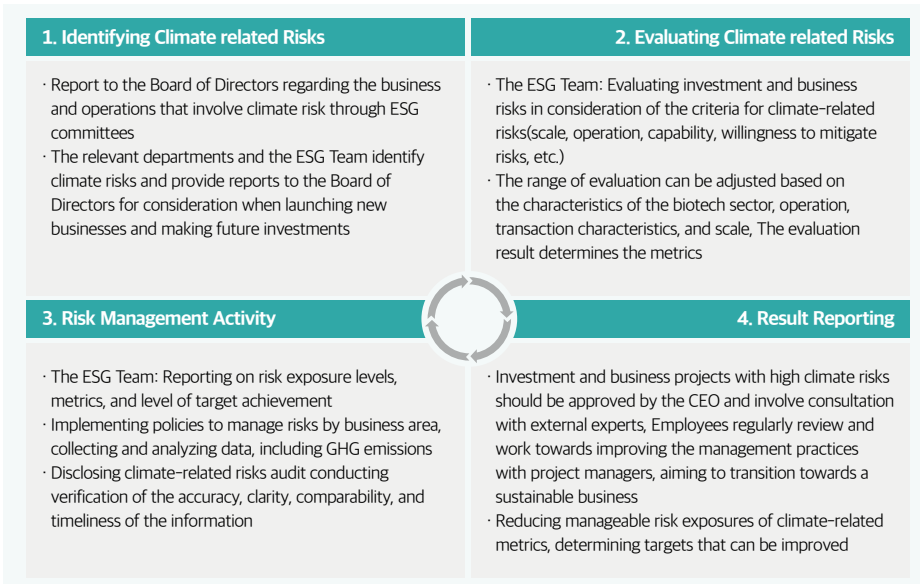 1. Identifying Climate related Risks
· Report to the Board of Directors regarding the business
and operations that involve climate risk through ESG
committees
· The relevant departments and the ESG Team identify
climate risks and provide reports to the Board of
Directors for consideration when launching new
businesses and making future investments
2. Evaluating Climate related Risks
· The ESG Team: Evaluating investment and business
risks in consideration of the criteria for climate-related
risks(scale, operation, capability, willingness to mitigate
risks, etc.)
· The range of evaluation can be adjusted based on
the characteristics of the biotech sector, operation,
transaction characteristics, and scale, The evaluation
result determines the metrics
3. Risk Management Activity
· The ESG Team: Reporting on risk exposure levels,
metrics, and level of target achievement
· Implementing policies to manage risks by business area,
collecting and analyzing data, including GHG emissions
· Disclosing climate-related risks audit conducting
verification of the accuracy, clarity, comparability, and
timeliness of the information
4. Result Reporting
· Investment and business projects with high climate risks
should be approved by the CEO and involve consultation
with external experts, Employees regularly review and
work towards improving the management practices
with project managers, aiming to transition towards a
sustainable business
· Reducing manageable risk exposures of climate-related
metrics, determining targets that can be improved